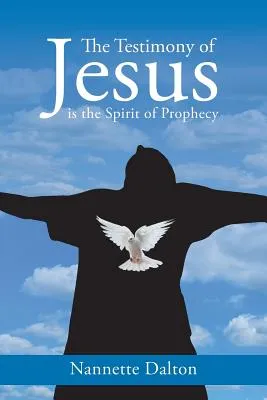 The Testimony of
Jesus
is the Spirit of Prophecy
Nannette Dalton